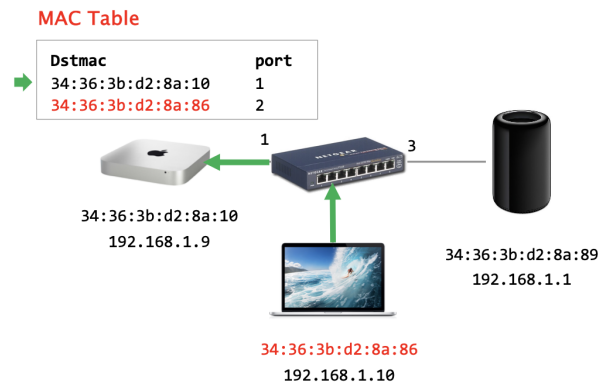 MAC Table
Dstmac port
34:36:3b:d2:8a:10 1
34:36:3b:d2:8a:86 2
1
3
NETGEAR
34:36:3b:d2:8a:10
192.168.1.9
34:36:3b:d2:8a:89
192.168.1.1
34:36:3b:d2:8a:86
192.168.1.10